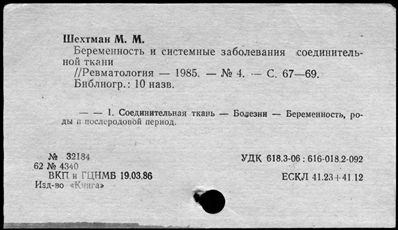 Шехтман М. М.
Беременность и системные заболевания соединитель-
ной ткани
//Ревматология — 1985. — № 4. — С. 67—69.
Библиогр.: 10 назв.
— — 1. Соединительная ткань — Болезни — Беременность, ро-
ды и послеродовой период.
№ 32184
62 № 4340
ВКП и ГЦНМБ 19.03.86
Изд-во «Книга»
УДК 618.3-06 : 616-018.2-092
ЕСКЛ 41.23+41.12